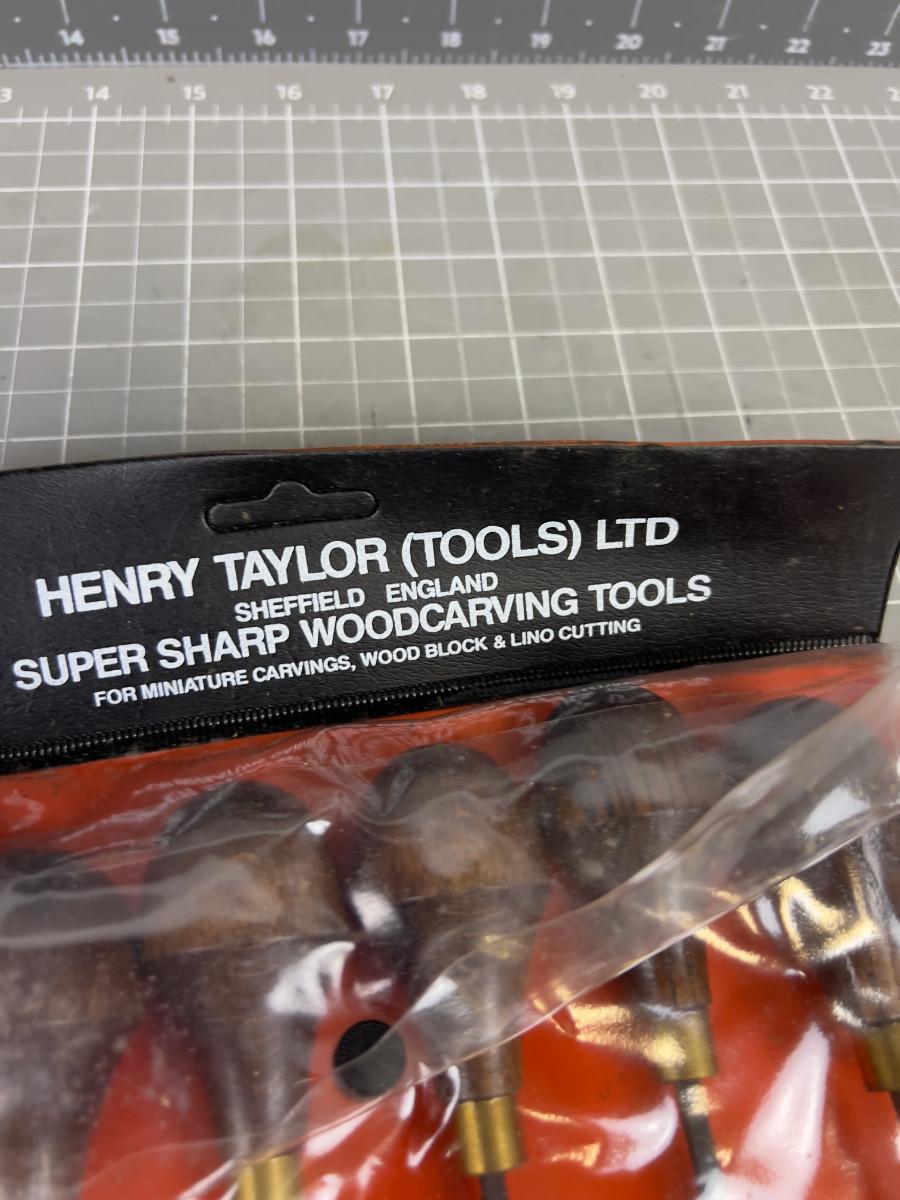 14 15 16 17 18 19 20 21 22 23
14 15 16 17 18 19 20 21 22
HENRY TAYLOR (TOOLS) LTD
SHEFFIELD ENGLAND
SUPER SHARP WOODCARVING TOOLS
FOR MINIATURE CARVINGS, WOOD BLOCK & LINO CUTTING